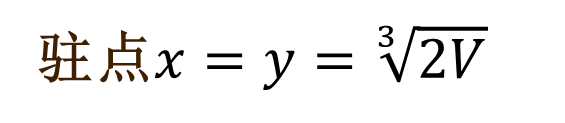 驻点x = y = ∛2V